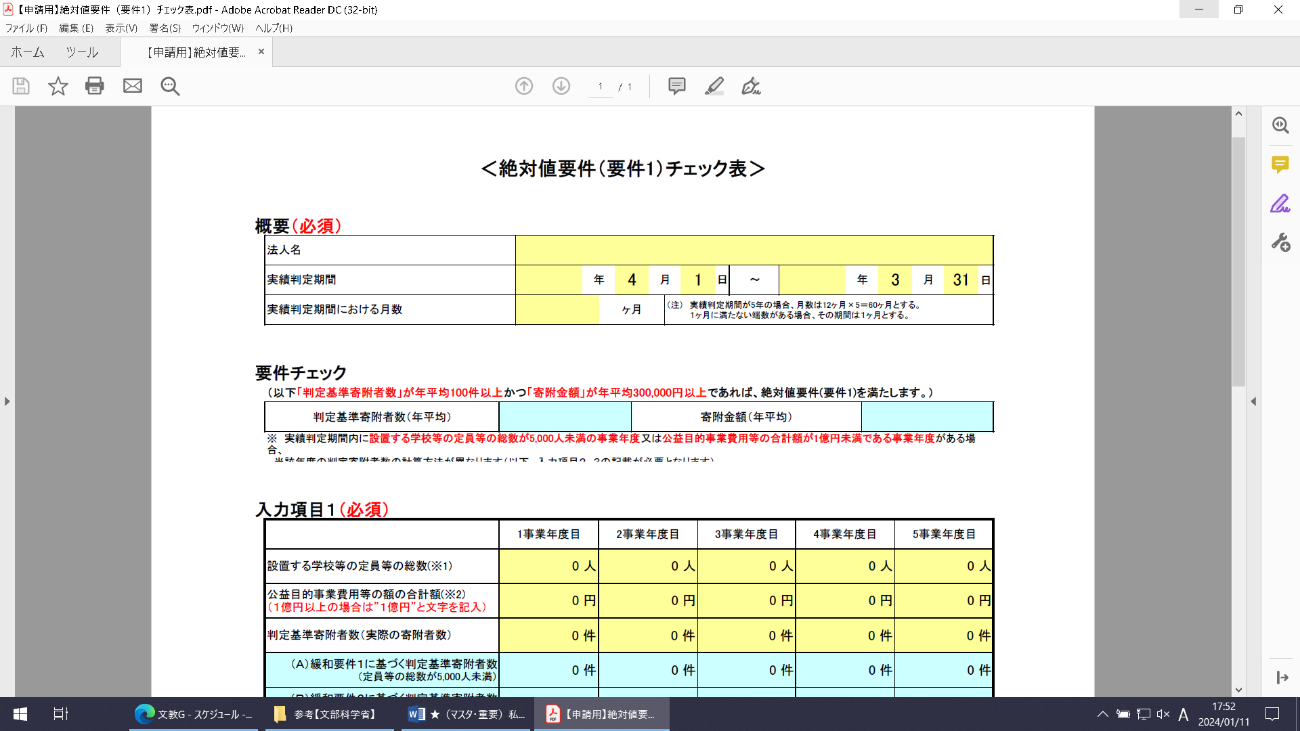 【申請用】絶対値要件（要件1）チェック表.pdf - Adobe Acrobat Reader DC (32-bit)
ファイル(F) 編集(E) 表示(V) 署名(S) ウィンドウ(W) ヘルプ(H)
ホーム ツール 【申請用】絶対値要... ×
1 / 1
＜絶対値要件（要件1）チェック表＞
概要（必須）
法人名
実績判定期間 年 4 月 1 日 ～ 年 3 月 31 日
実績判定期間における月数 ヶ月 （注） 実績判定期間が5年の場合、月数は12ヶ月×5＝60ヶ月とする。
1ヶ月に満たない端数がある場合、その期間は1ヶ月とする。
要件チェック
（以下「判定基準寄附者数」が年平均100件以上かつ「寄附金額」が年平均300,000円以上であれば、絶対値要件(要件1)を満たします。）
判定基準寄附者数（年平均） 寄附金額（年平均）
※ 実績判定期間内に設置する学校等の定員等の総数が5,000人未満の事業年度又は公益目的事業費用等の合計額が1億円未満である事業年度がある場
合、
入力項目1（必須）
1事業年度目 2事業年度目 3事業年度目 4事業年度目 5事業年度目
設置する学校等の定員等の総数(※1) 0 人 0 人 0 人 0 人 0 人
公益目的事業費用等の額の合計額(※2)
（1億円以上の場合は”1億円”と文字を記入） 0 円 0 円 0 円 0 円 0 円
判定基準寄附者数（実際の寄附者数） 0 件 0 件 0 件 0 件 0 件
（A）緩和要件1に基づく判定基準寄附者数
（定員等の総数が5,000人未満） 0 件 0 件 0 件 0 件 0 件
文教G - スケジュール -... 参考【文部科学省】 ★（マスタ・重要）私... 【申請用】絶対値要...
A 17:52
2024/01/11